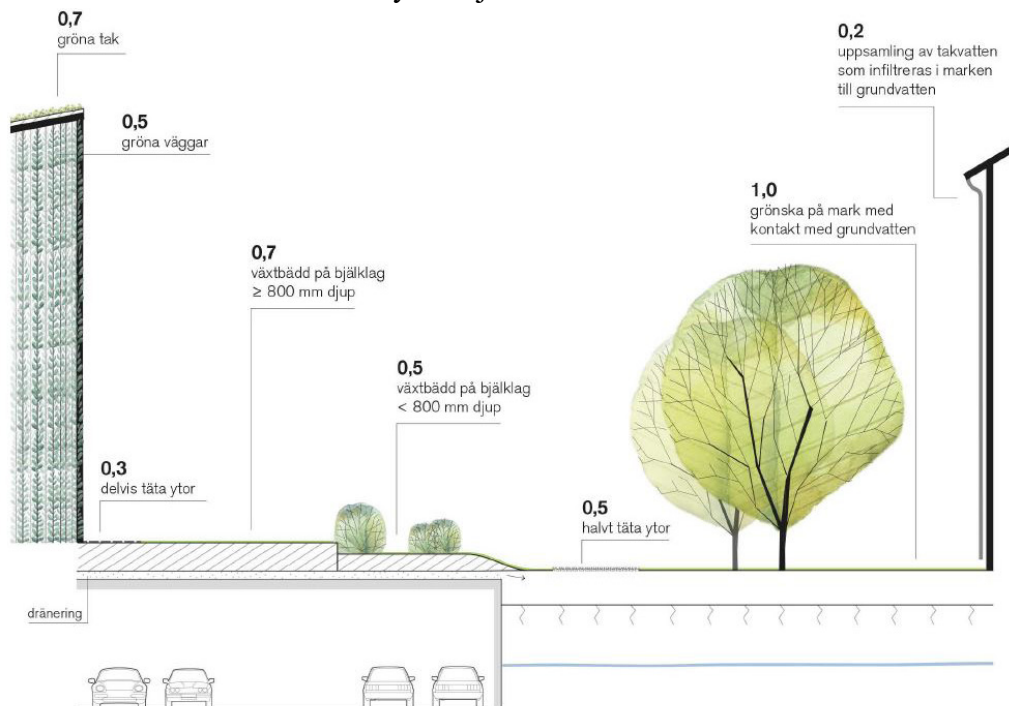 0,7
gröna tak
0,5
gröna väggar
0,2
uppsamling av takvatten
som infiltreras i marken
till grundvatten
1,0
grönska på mark med
kontakt med grundvatten
0,7
växtbädd på bjälklag
≥ 800 mm djup
0,5
växtbädd på bjälklag
< 800 mm djup
0,3
delvis täta ytor
0,5
halvt täta ytor
dränering